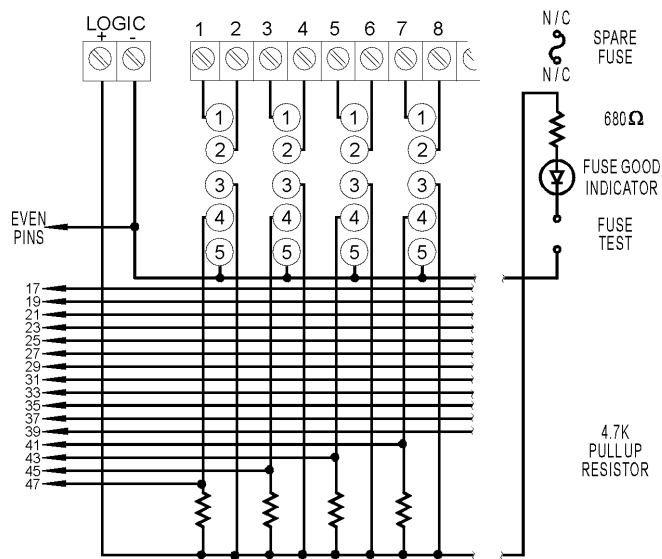 LOGIC
+ -
1 2 3 4 5 6 7 8
N/C
SPARE
FUSE
N/C
680Ω
FUSE GOOD
INDICATOR
FUSE
TEST
1 1 1 1
2 2 2 2
3 3 3 3
4 4 4 4
5 5 5 5
EVEN
PINS
17
19
21
23
25
27
29
31
33
35
37
39
41
43
45
47
4.7K
PULLUP
RESISTOR